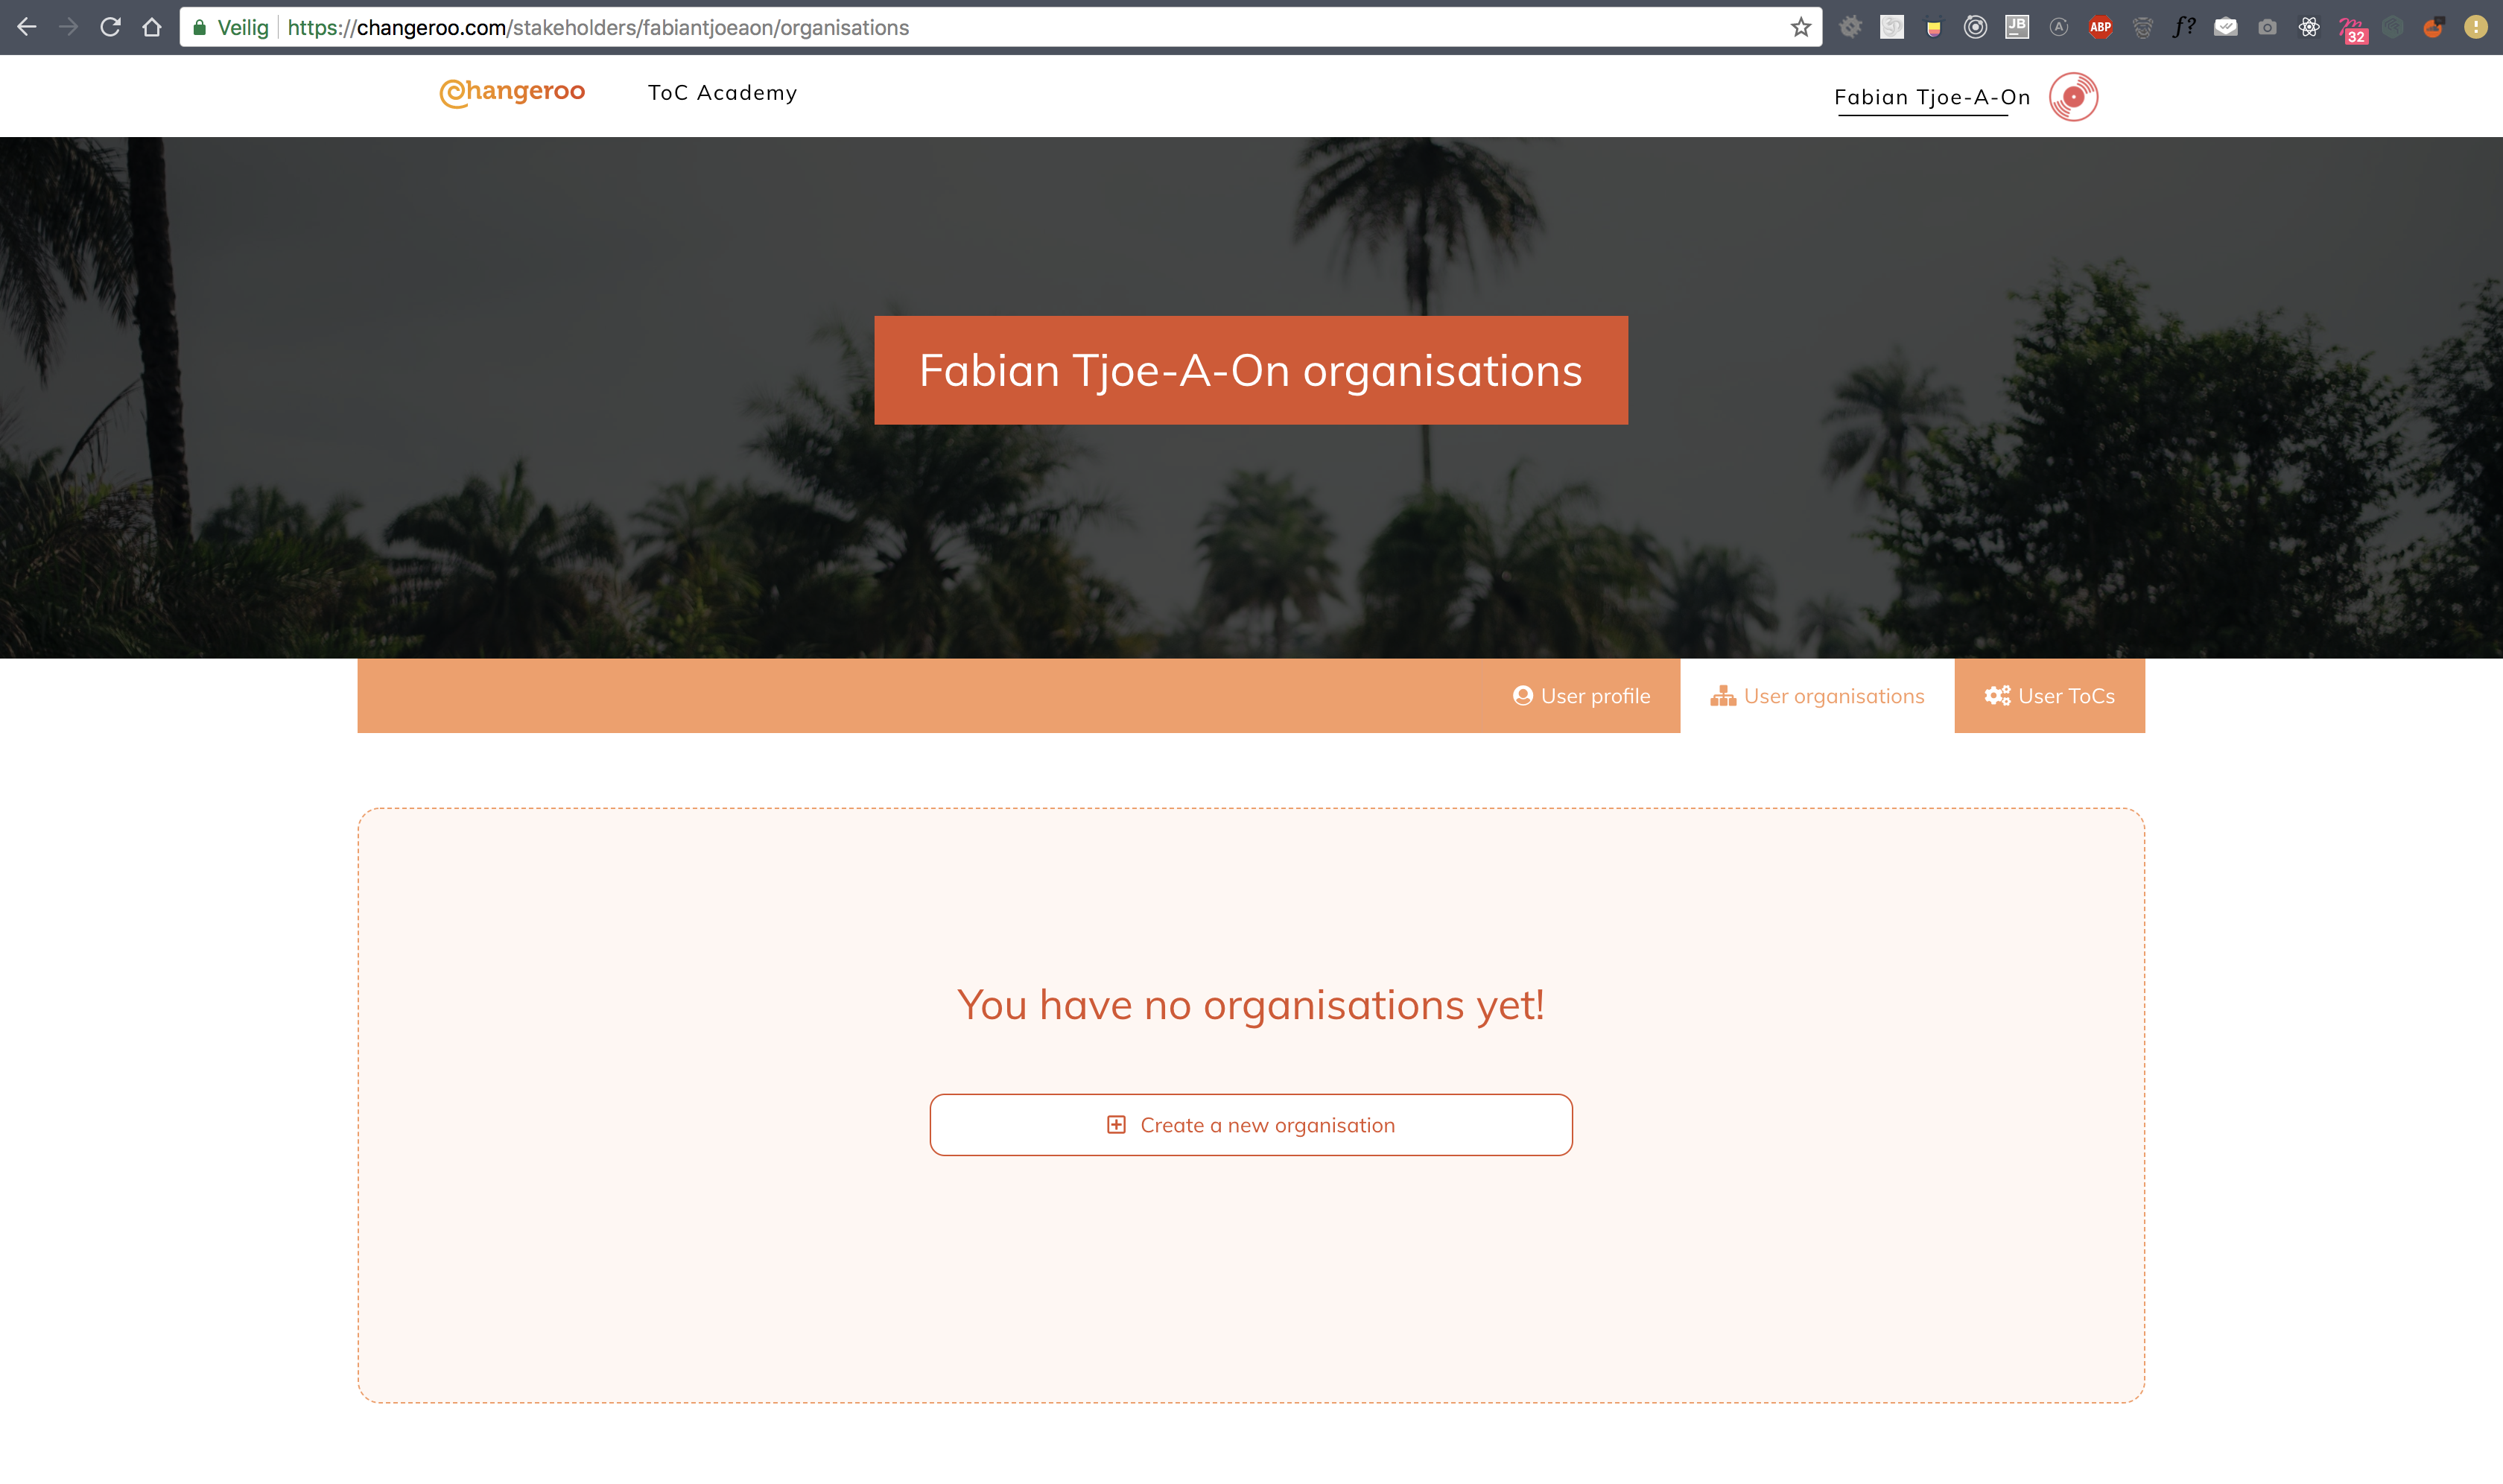 Veilig https://changeroo.com/stakeholders/fabiantjoeaon/organisations
JB
A
ABP
f?
32
Changeroo
ToC Academy
Fabian Tjoe-A-On
Fabian Tjoe-A-On organisations
User profile
User organisations
User ToCs
You have no organisations yet!
Create a new organisation